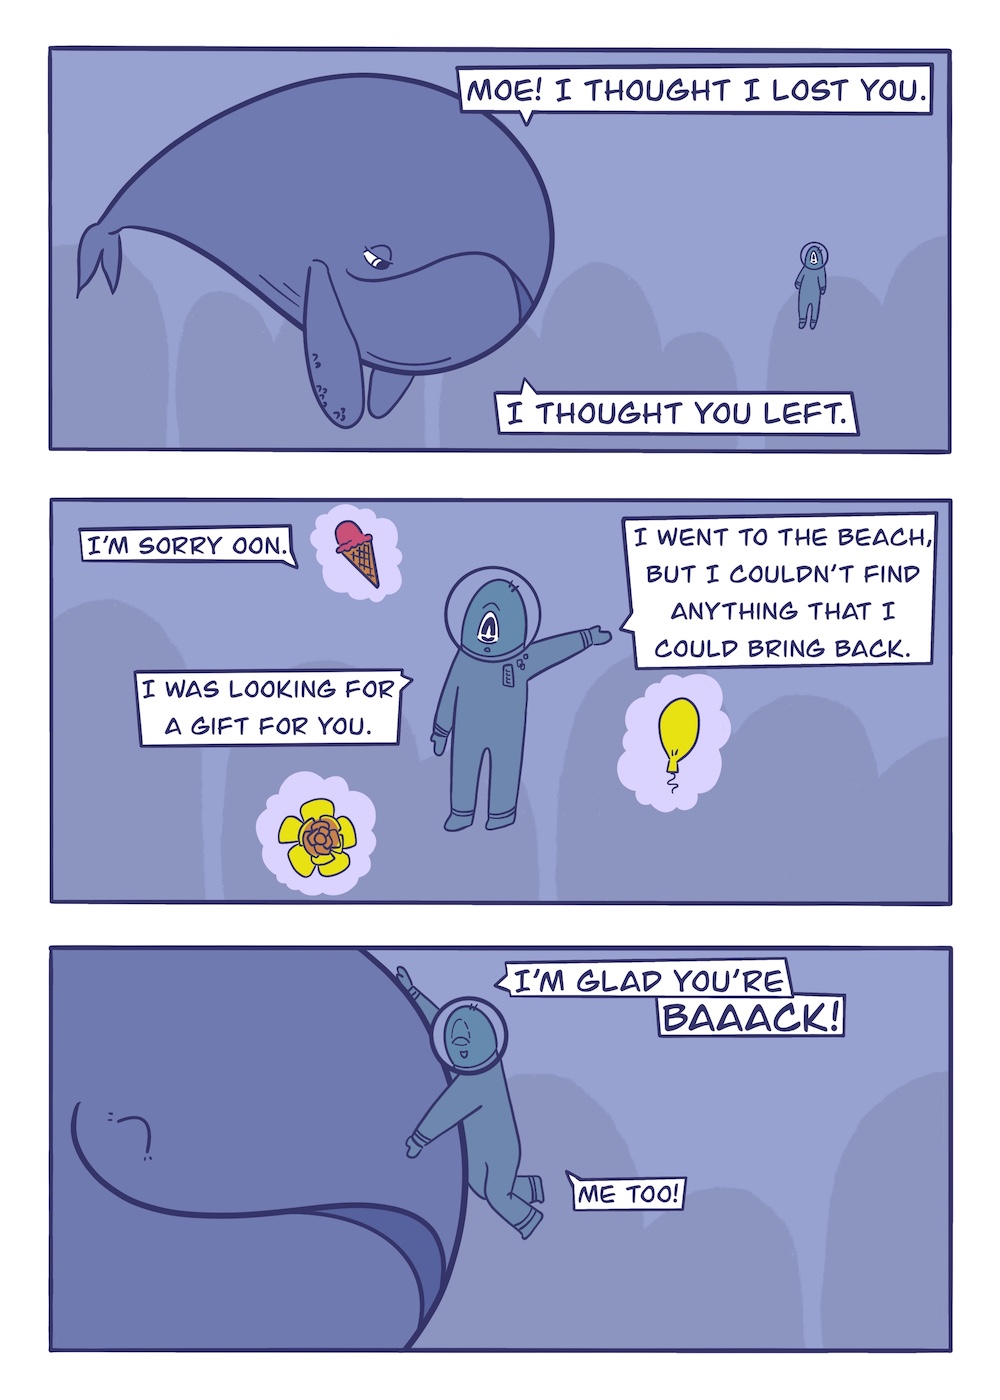 MOE! I THOUGHT I LOST YOU.
I THOUGHT YOU LEFT.
I'M SORRY OON.
I WENT TO THE BEACH,
BUT I COULDN'T FIND
ANYTHING THAT I
COULD BRING BACK.
I WAS LOOKING FOR
A GIFT FOR YOU.
I'M GLAD YOU'RE
BAAACK!
ME TOO!